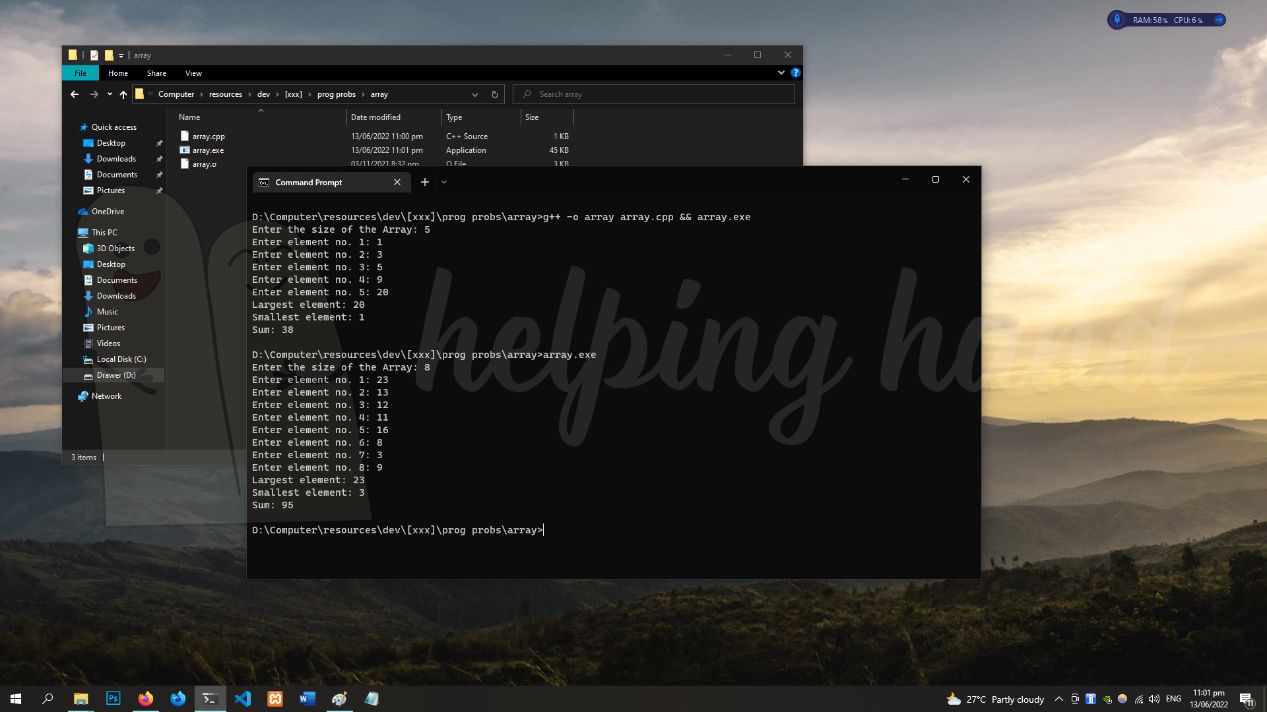 RAM:58% CPU:6%
array
File Home Share View
Computer resources dev [xxx] prog probs array
Search array
Name Date modified Type Size
array.cpp 13/06/2022 11:00 pm C++ Source 1 KB
array.exe 13/06/2022 11:01 pm Application 45 KB
array.o 03/11/2021 8:32 pm O File 3 KB
Quick access
Desktop
Downloads
Documents
Pictures
OneDrive
This PC
3D Objects
Desktop
Documents
Downloads
Music
Pictures
Videos
Local Disk (C:)
Drawer (D:)
Network
3 items
Command Prompt
D:\Computer\resources\dev\[xxx]\prog probs\array>g++ -o array array.cpp && array.exe
Enter the size of the Array: 5
Enter element no. 1: 1
Enter element no. 2: 3
Enter element no. 3: 5
Enter element no. 4: 9
Enter element no. 5: 20
Largest element: 20
Smallest element: 1
Sum: 38
D:\Computer\resources\dev\[xxx]\prog probs\array>array.exe
Enter the size of the Array: 8
Enter element no. 1: 23
Enter element no. 2: 13
Enter element no. 3: 12
Enter element no. 4: 11
Enter element no. 5: 16
Enter element no. 6: 8
Enter element no. 7: 3
Enter element no. 8: 9
Largest element: 23
Smallest element: 3
Sum: 95
D:\Computer\resources\dev\[xxx]\prog probs\array>
helping hand
27°C Partly cloudy
ENG
11:01 pm
13/06/2022